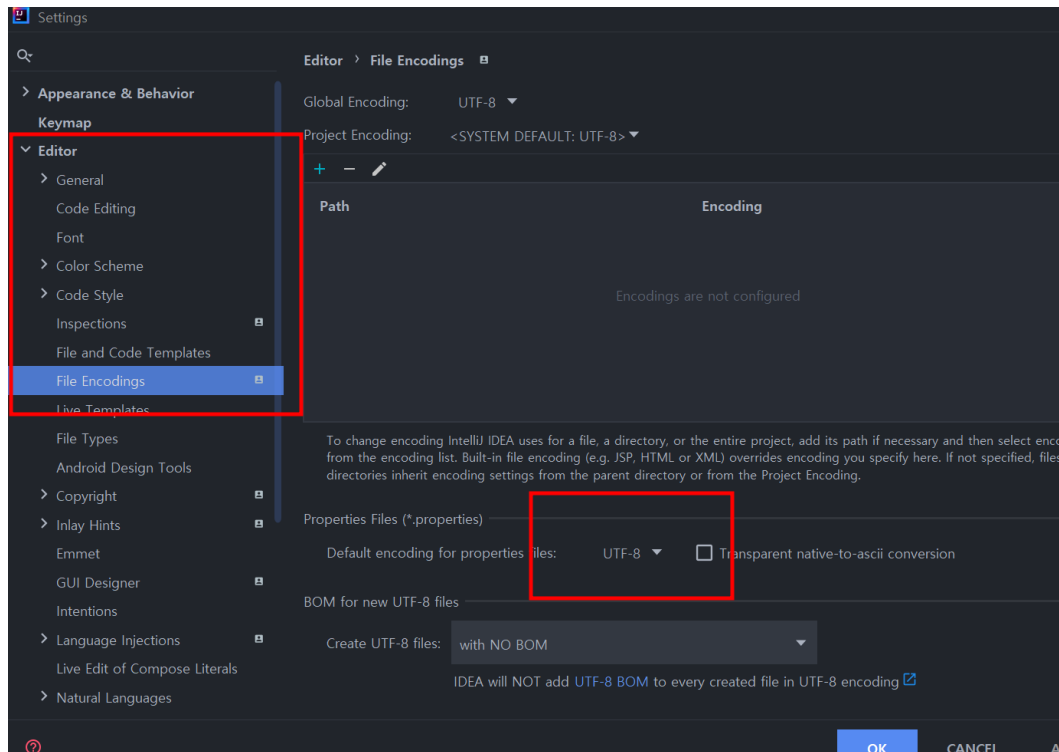 Settings
Appearance & Behavior
Keymap
Editor
General
Code Editing
Font
Color Scheme
Code Style
Inspections
File and Code Templates
File Encodings
Live Templates
File Types
Android Design Tools
Copyright
Inlay Hints
Emmet
GUI Designer
Intentions
Language Injections
Live Edit of Compose Literals
Natural Languages
Editor > File Encodings
Global Encoding: UTF-8
Project Encoding: <SYSTEM DEFAULT: UTF-8>
Path Encoding
Encodings are not configured
To change encoding IntelliJ IDEA uses for a file, a directory, or the entire project, add its path if necessary and then select
from the encoding list. Built-in file encoding (e.g. JSP, HTML or XML) overrides encoding you specify here. If not specified, files
directories inherit encoding settings from the parent directory or from the Project Encoding.
Properties Files (*.properties)
Default encoding for properties files: UTF-8 Transparent native-to-ascii conversion
BOM for new UTF-8 files
Create UTF-8 files: with NO BOM
IDEA will NOT add UTF-8 BOM to every created file in UTF-8 encoding
OK CANCEL